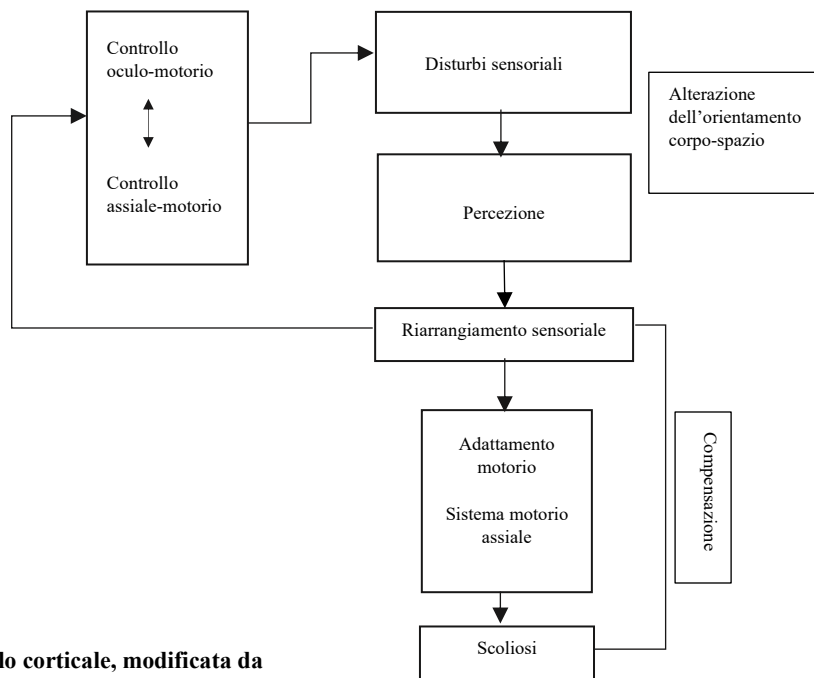 Controllo
oculo-motorio
Controllo
assiale-motorio
Disturbi sensoriali
Alterazione
dell’orientamento
corpo-spazio
Percezione
Riarrangiamento sensoriale
Adattamento
motorio
Sistema motorio
assiale
Compensazione
Scoliosi
corticale, modificata da